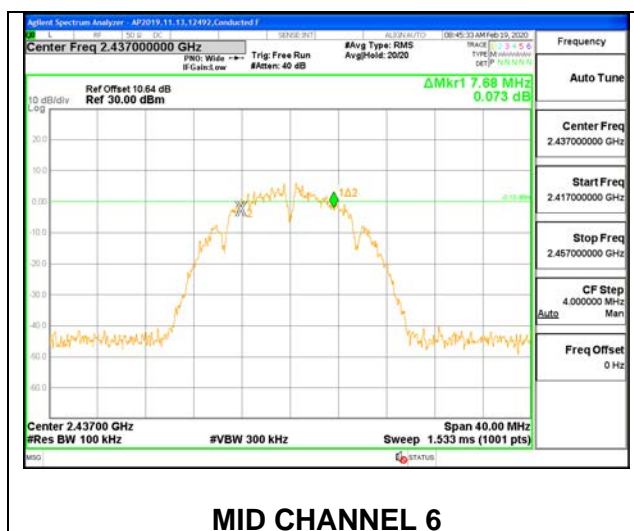 Agilent Spectrum Analyzer - AP2019.11.13,12492,Conducted F
L RF 50 Ω DC SENSE:INT ALIGN AUTO 08:45:33 AM Feb 19, 2020
Center Freq 2.437000000 GHz #Avg Type: RMS TRACE 1 2 3 4 5 6 Frequency
PNO: Wide Trig: Free Run Avg|Hold: 20/20 TYPE M
IFGain:Low #Atten: 40 dB DET P N N N N N
Auto Tune
ΔMkr1 7.68 MHz
Ref Offset 10.64 dB
10 dB/div Ref 30.00 dBm 0.073 dB
Log
20.0
Center Freq
2.437000000 GHz
10.0
Start Freq
2.417000000 GHz
1Δ2
0.00
2
-10.0
Stop Freq
2.457000000 GHz
-20.0
-30.0
CF Step
4.000000 MHz
Auto Man
-40.0
-50.0
Freq Offset
0 Hz
-60.0
Center 2.43700 GHz Span 40.00 MHz
#Res BW 100 kHz #VBW 300 kHz Sweep 1.533 ms (1001 pts)
MSG STATUS
MID CHANNEL 6